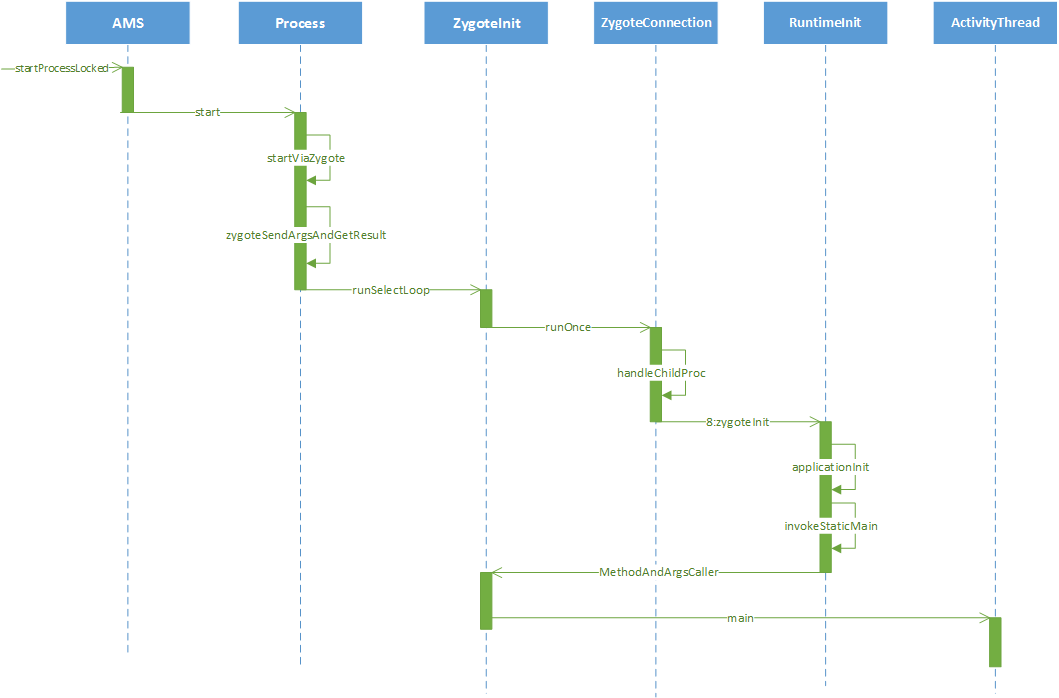 AMS
Process
ZygoteInit
ZygoteConnection
RuntimeInit
ActivityThread
startProcessLocked
start
startViaZygote
zygoteSendArgsAndGetResult
runSelectLoop
runOnce
handleChildProc
8:zygoteInit
applicationInit
invokeStaticMain
MethodAndArgsCaller
main